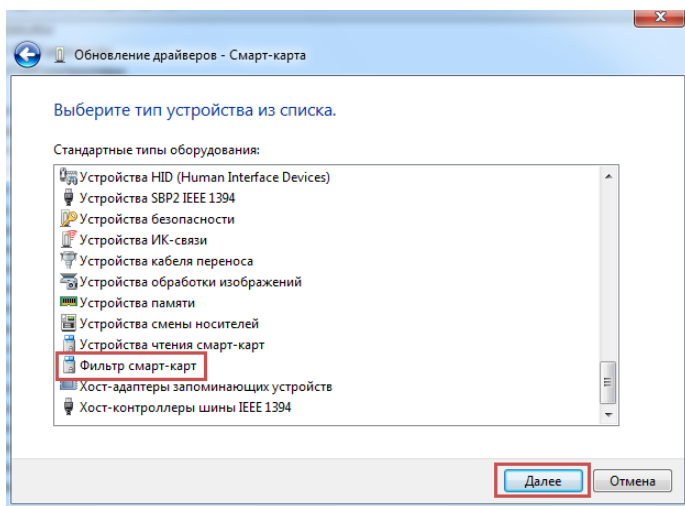 Обновление драйверов - Смарт-карта
Выберите тип устройства из списка.
Стандартные типы оборудования:
Устройства HID (Human Interface Devices)
Устройства SBP2 IEEE 1394
Устройства безопасности
Устройства ИК-связи
Устройства кабеля переноса
Устройства обработки изображений
Устройства памяти
Устройства смены носителей
Устройства чтения смарт-карт
Фильтр смарт-карт
Хост-адаптеры запоминающих устройств
Хост-контроллеры шины IEEE 1394
Далее
Отмена